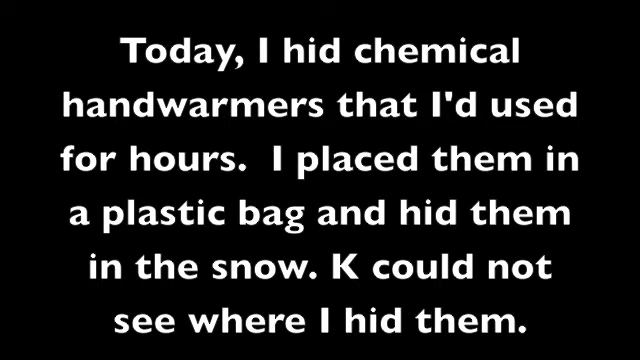 Today, I hid chemical
handwarmers that I'd used
for hours.  I placed them in
a plastic bag and hid them
in the snow. K could not
see where I hid them.